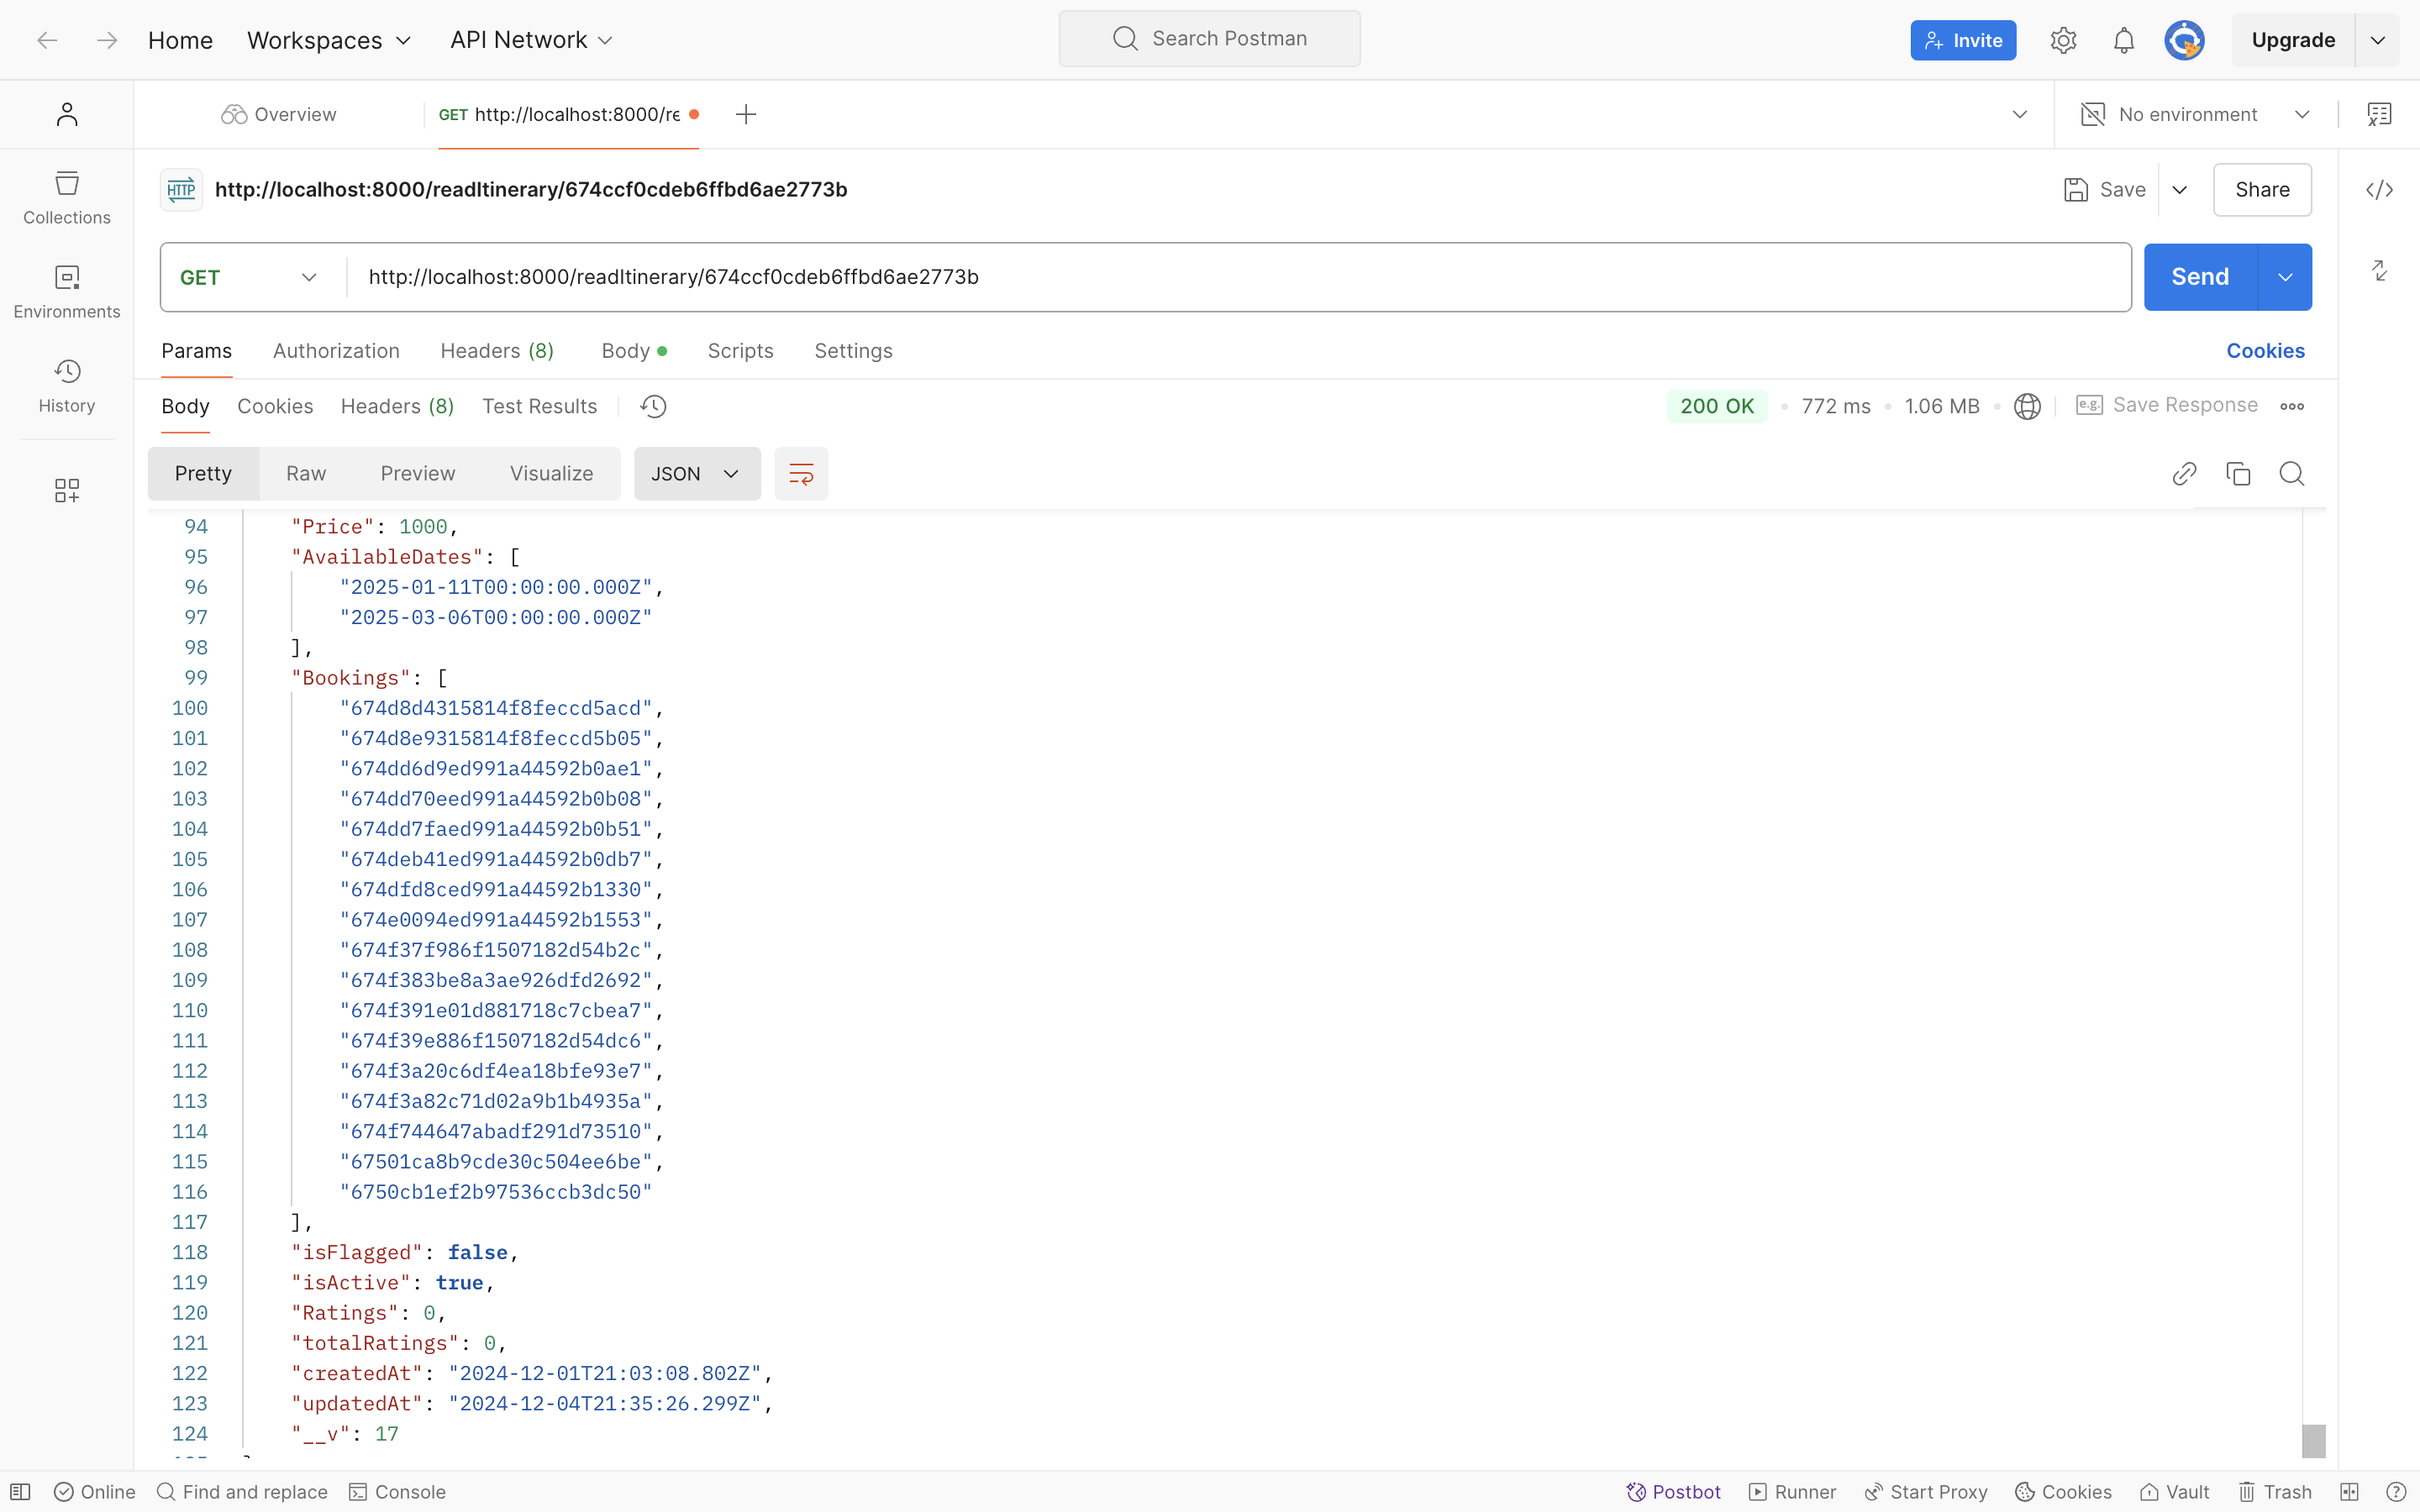 Home Workspaces API Network Search Postman Invite Upgrade
Overview GET http://localhost:8000/re No environment
http://localhost:8000/readItinerary/674ccf0cdeb6ffbd6ae2773b Save Share
HTTP
Collections
GET http://localhost:8000/readItinerary/674ccf0cdeb6ffbd6ae2773b Send
Environments
Params Authorization Headers (8) Body Scripts Settings Cookies
History
Body Cookies Headers (8) Test Results 200 OK 772 ms 1.06 MB e.g. Save Response
Pretty Raw Preview Visualize JSON
94 "Price": 1000,
95 "AvailableDates": [
96 "2025-01-11T00:00:00.000Z",
97 "2025-03-06T00:00:00.000Z"
98 ],
99 "Bookings": [
100 "674d8d4315814f8feccd5acd",
101 "674d8e9315814f8feccd5b05",
102 "674dd6d9ed991a44592b0ae1",
103 "674dd70eed991a44592b0b08",
104 "674dd7faed991a44592b0b51",
105 "674deb41ed991a44592b0db7",
106 "674dfd8ced991a44592b1330",
107 "674e0094ed991a44592b1553",
108 "674f37f986f1507182d54b2c",
109 "674f383be8a3ae926dfd2692",
110 "674f391e01d881718c7cbea7",
111 "674f39e886f1507182d54dc6",
112 "674f3a20c6df4ea18bfe93e7",
113 "674f3a82c71d02a9b1b4935a",
114 "674f744647abadf291d73510",
115 "67501ca8b9cde30c504ee6be",
116 "6750cb1ef2b97536ccb3dc50"
117 ],
118 "isFlagged": false,
119 "isActive": true,
120 "Ratings": 0,
121 "totalRatings": 0,
122 "createdAt": "2024-12-01T21:03:08.802Z",
123 "updatedAt": "2024-12-04T21:35:26.299Z",
124 "__v": 17
Online Find and replace Console Postbot Runner Start Proxy Cookies Vault Trash